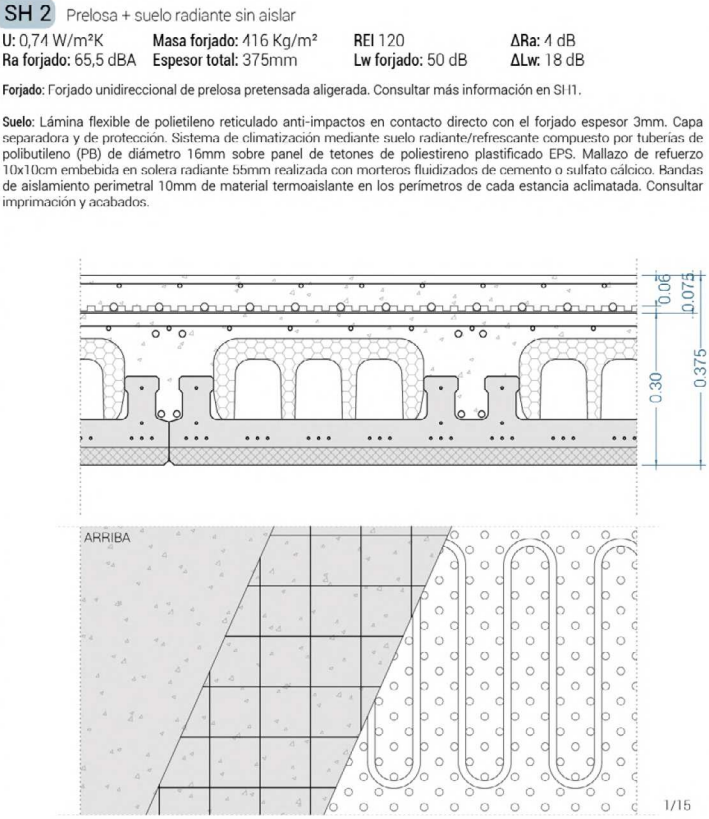 SH 2 Prelosa + suelo radiante sin aislar
U: 0,74 W/m²K Masa forjado: 416 Kg/m² REI 120 ΔRa: 4 dB
Ra forjado: 65,5 dBA Espesor total: 375mm Lw forjado: 50 dB ΔLw: 18 dB
Forjado: Forjado unidireccional de prelosa pretensada aligerada. Consultar más información en SH1.
Suelo: Lámina flexible de polietileno reticulado anti-impactos en contacto directo con el forjado espesor 3mm. Capa
separadora y de protección. Sistema de climatización mediante suelo radiante/refrescante compuesto por tuberías de
polibutileno (PB) de diámetro 16mm sobre panel de tetones de poliestireno plastificado EPS. Mallazo de refuerzo
10x10cm embebida en solera radiante 55mm realizada con morteros fluidizados de cemento o sulfato cálcico. Bandas
de aislamiento perimetral 10mm de material termoaislante en los perímetros de cada estancia aclimatada. Consultar
imprimación y acabados.
0.06
0.075
0.30
0.375
ARRIBA
1/15